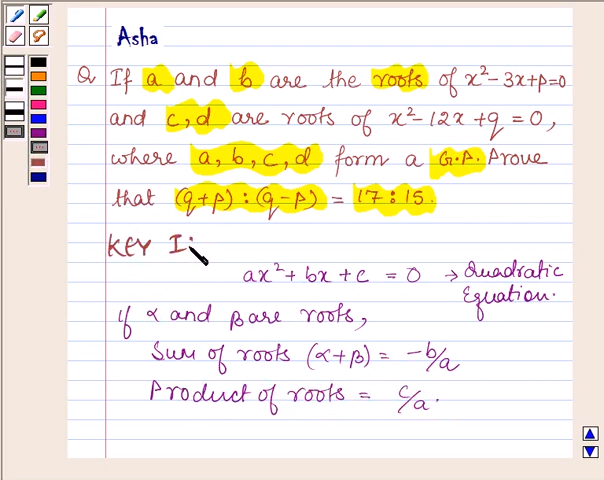 Asha
Q If a and b are the roots of x² - 3x + p = 0
and c, d are roots of x² - 12x + q = 0,
where a, b, c, d form a G.P. Prove
that (q+p) : (q-p) = 17 : 15.
KEY I:
ax² + bx + c = 0 → Quadratic
Equation.
if α and β are roots,
Sum of roots (α+β) = -b/a
Product of roots = c/a.